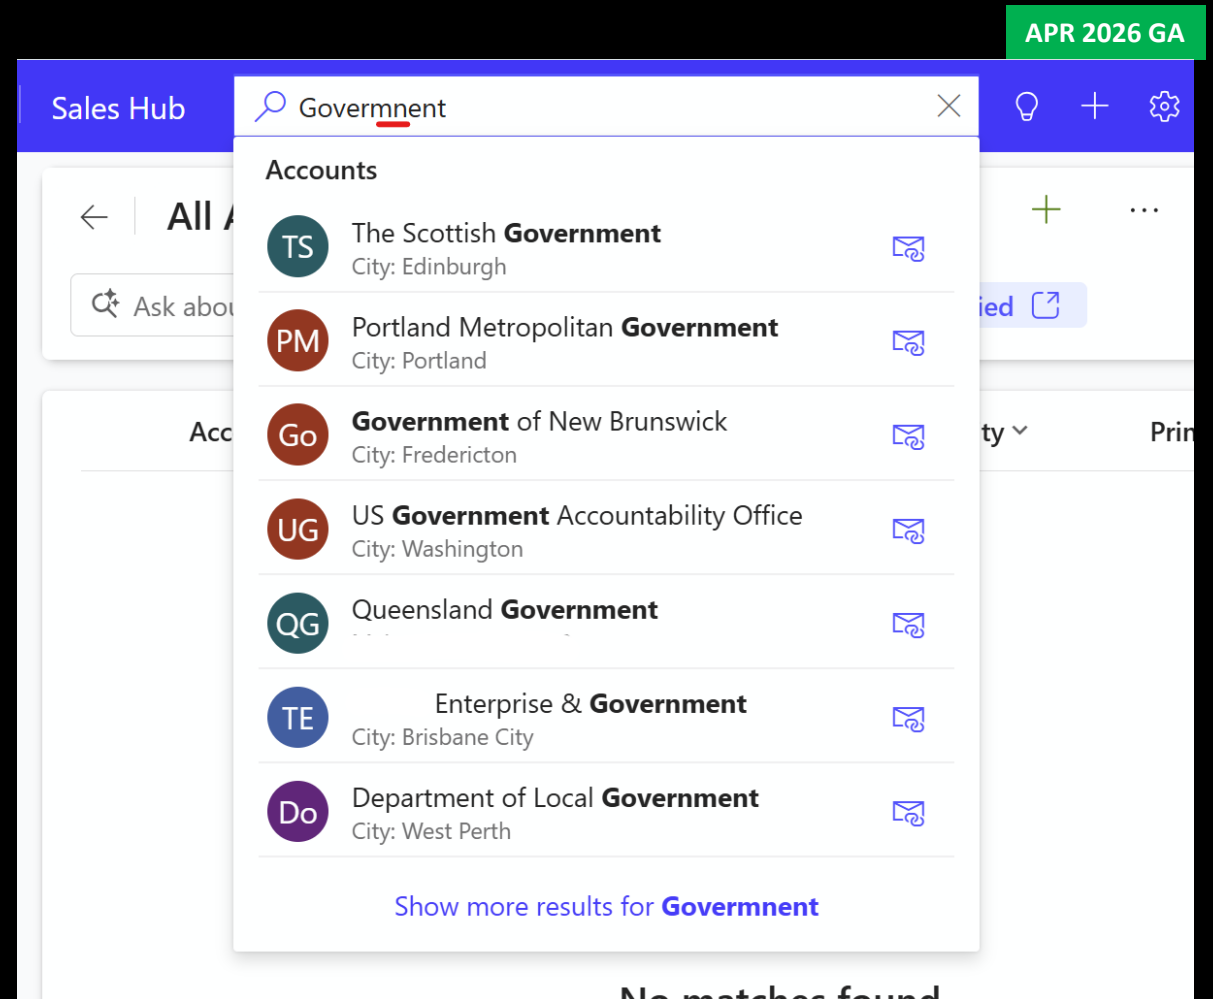 APR 2026 GA
Sales Hub
Govermnent
Accounts
All A
TS
The Scottish Government
City: Edinburgh
Ask abou
ied
PM
Portland Metropolitan Government
City: Portland
Acc
Go
Government of New Brunswick
City: Fredericton
ty
Prin
UG
US Government Accountability Office
City: Washington
QG
Queensland Government
TE
Enterprise & Government
City: Brisbane City
Do
Department of Local Government
City: West Perth
Show more results for Govermnent
No matches found